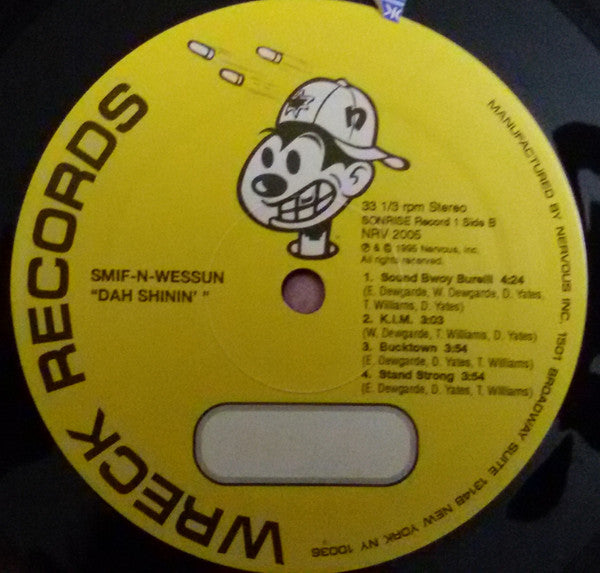 WRECK RECORDS
n
SMIF-N-WESSUN
"DAH SHININ' "
33 1/3 rpm Stereo
SONRISE Record 1 Side B
NRV 2005
℗ & © 1995 Nervous, Inc.
All rights reserved.
1. Sound Bwoy Bureill 4:24
(E. Dewgarde, W. Dewgarde, D. Yates,
T. Williams, D. Yates)
2. K.I.M. 3:03
(W. Dewgarde, T. Williams, D. Yates)
3. Bucktown 3:54
(E. Dewgarde, D. Yates, T. Williams)
4. Stand Strong 3:54
(E. Dewgarde, D. Yates, T. Williams)
MANUFACTURED BY NERVOUS INC. 1501 BROADWAY SUITE 1314B NEW YORK NY 10036